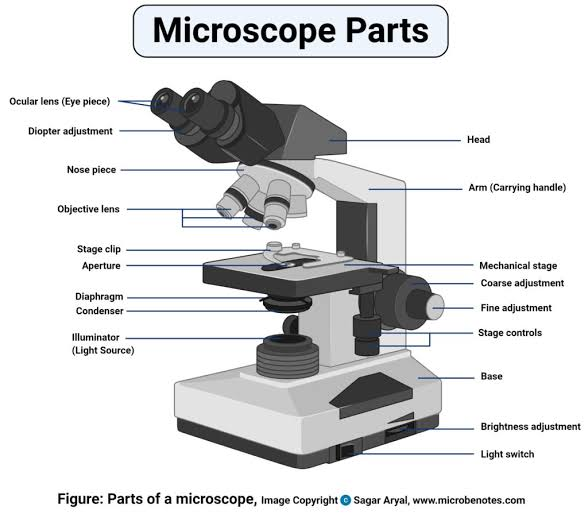 Microscope Parts
Ocular lens (Eye piece)
Diopter adjustment
Nose piece
Objective lens
Stage clip
Aperture
Diaphragm
Condenser
Illuminator
(Light Source)
Head
Arm (Carrying handle)
Mechanical stage
Coarse adjustment
Fine adjustment
Stage controls
Base
Brightness adjustment
Light switch
Figure: Parts of a microscope, Image Copyright © Sagar Aryal, www.microbenotes.com